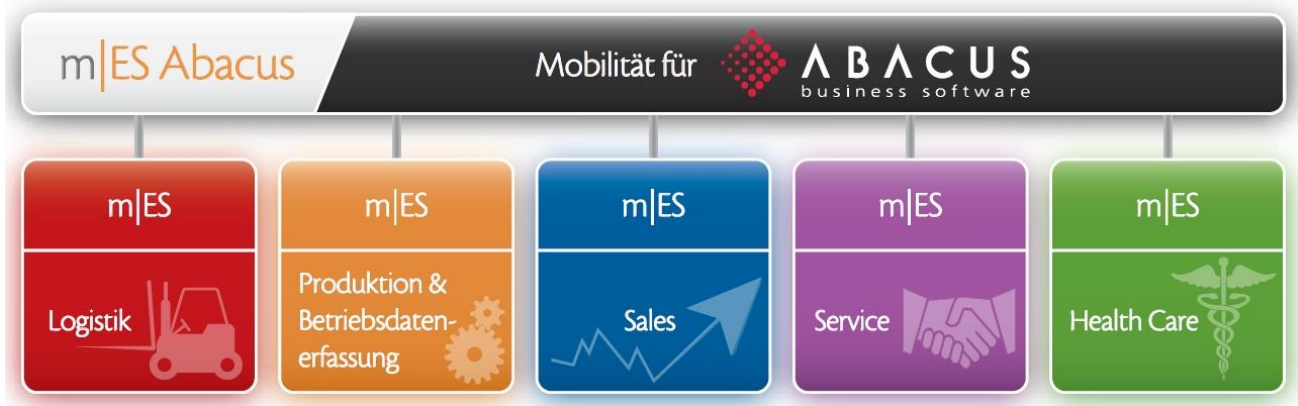 m|ES Abacus
Mobilität für
ABACUS
business software
m|ES
Logistik
m|ES
Produktion &
Betriebsdaten-
erfassung
m|ES
Sales
m|ES
Service
m|ES
Health Care